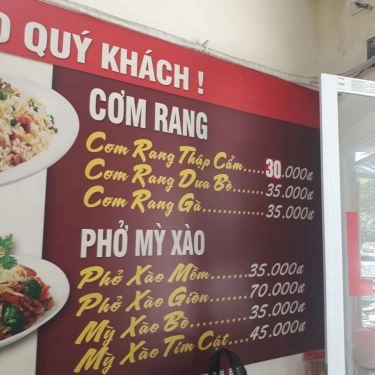 O QUÝ KHÁCH !
CƠM RANG
Cơm Rang Thập Cẩm.....30.000đ
Cơm Rang Dưa Bò.......35.000đ
Cơm Rang Gà...............35.000đ
PHỞ MỲ XÀO
Phở Xào Mềm........35.000đ
Phở Xào Giòn........70.000đ
Mỳ Xào Bò...........35.000đ
Mỳ Xào Tim Cật....45.000đ